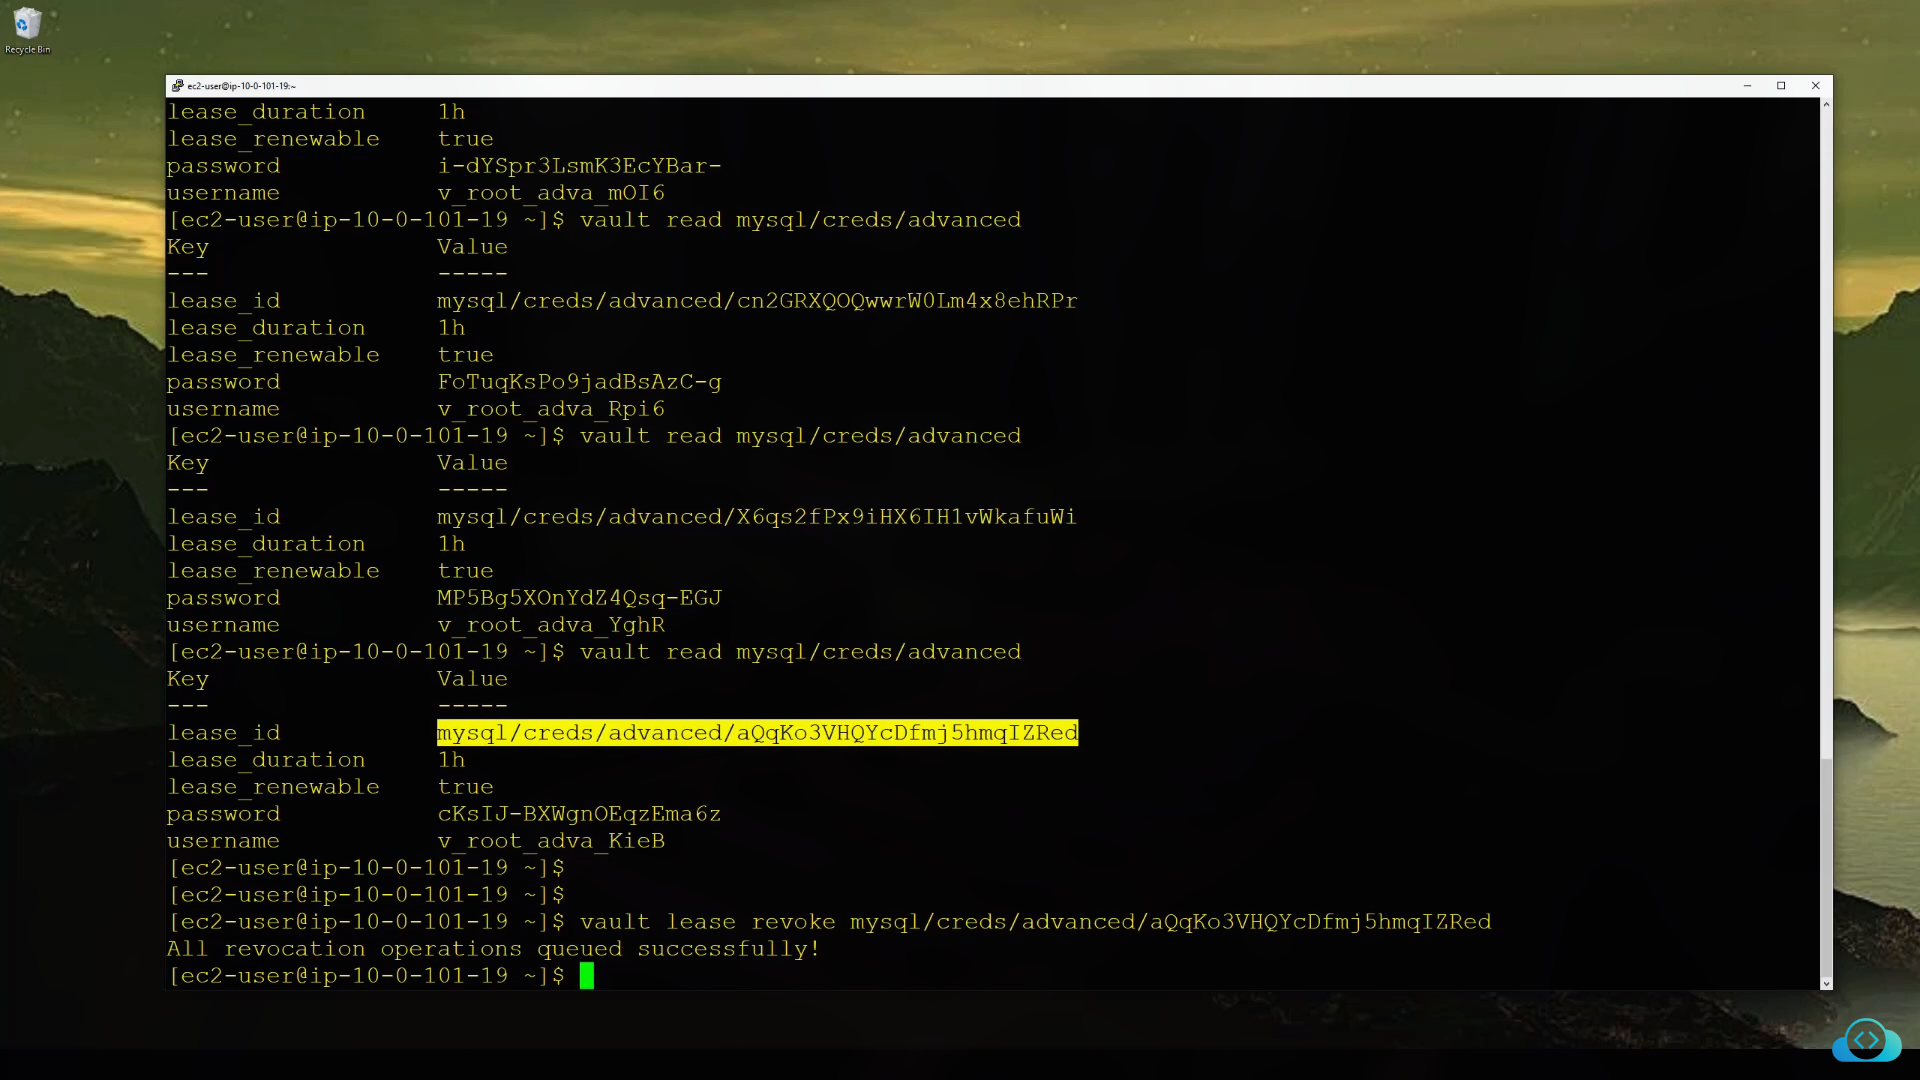 Recycle Bin
ec2-user@ip-10-0-101-19:~
lease_duration 1h
lease_renewable true
password i-dYSpr3LsmK3EcYBar-
username v_root_adva_mOI6
[ec2-user@ip-10-0-101-19 ~]$ vault read mysql/creds/advanced
Key Value
--- -----
lease_id mysql/creds/advanced/cn2GRXQOQwwrW0Lm4x8ehRPr
lease_duration 1h
lease_renewable true
password FoTuqKsPo9jadBsAzC-g
username v_root_adva_Rpi6
[ec2-user@ip-10-0-101-19 ~]$ vault read mysql/creds/advanced
Key Value
--- -----
lease_id mysql/creds/advanced/X6qs2fPx9iHX6IH1vWkafuWi
lease_duration 1h
lease_renewable true
password MP5Bg5XOnYdZ4Qsq-EGJ
username v_root_adva_YghR
[ec2-user@ip-10-0-101-19 ~]$ vault read mysql/creds/advanced
Key Value
--- -----
lease_id mysql/creds/advanced/aQqKo3VHQYcDfmj5hmqIZRed
lease_duration 1h
lease_renewable true
password cKsIJ-BXWgnOEqzEma6z
username v_root_adva_KieB
[ec2-user@ip-10-0-101-19 ~]$
[ec2-user@ip-10-0-101-19 ~]$
[ec2-user@ip-10-0-101-19 ~]$ vault lease revoke mysql/creds/advanced/aQqKo3VHQYcDfmj5hmqIZRed
All revocation operations queued successfully!
[ec2-user@ip-10-0-101-19 ~]$